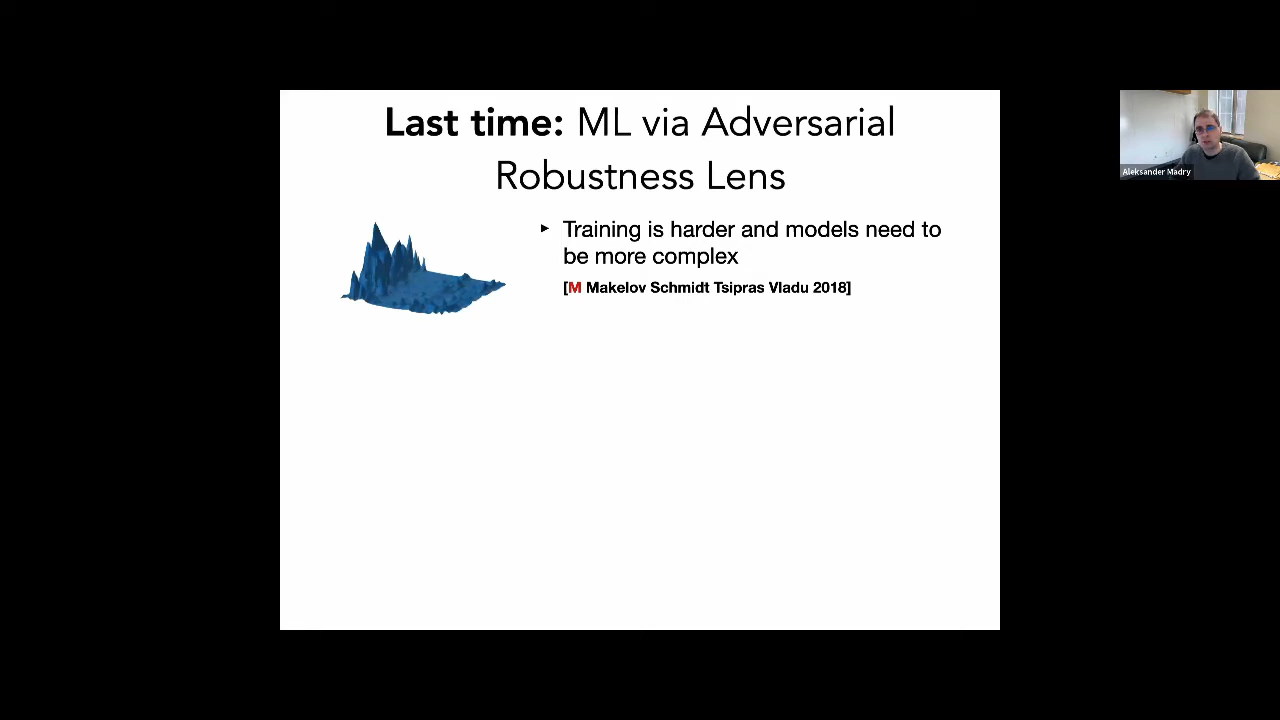 Last time: ML via Adversarial
Robustness Lens
‣ Training is harder and models need to
be more complex
[M Makelov Schmidt Tsipras Vladu 2018]
Aleksander Madry